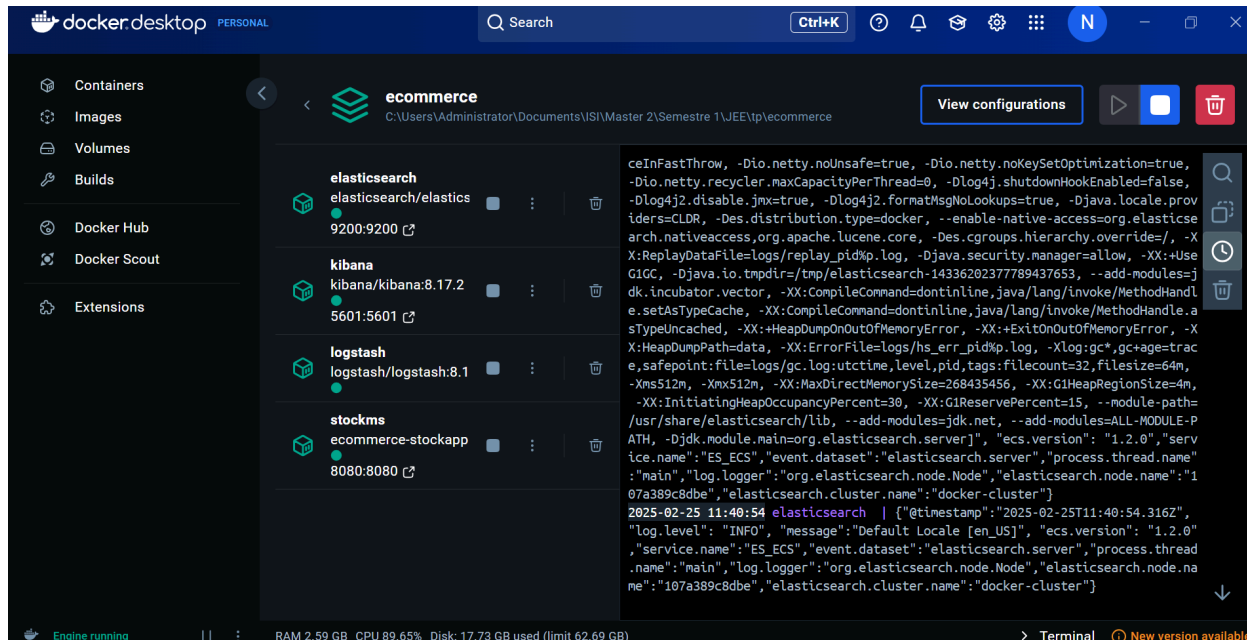 docker.desktop PERSONAL
Search
Ctrl+K
N
Containers
Images
Volumes
Builds
Docker Hub
Docker Scout
Extensions
ecommerce
C:\Users\Administrator\Documents\ISI\Master 2\Semestre 1\JEE\tp\ecommerce
View configurations
elasticsearch
elasticsearch/elastics
9200:9200
kibana
kibana/kibana:8.17.2
5601:5601
logstash
logstash/logstash:8.1
stockms
ecommerce-stockapp
8080:8080
ceInFastThrow, -Dio.netty.noUnsafe=true, -Dio.netty.noKeySetOptimization=true,
-Dio.netty.recycler.maxCapacityPerThread=0, -Dlog4j.shutdownHookEnabled=false,
-Dlog4j2.disable.jmx=true, -Dlog4j2.formatMsgNoLookups=true, -Djava.locale.prov
iders=CLDR, -Des.distribution.type=docker, --enable-native-access=org.elasticse
arch.nativeaccess,org.apache.lucene.core, -Des.cgroups.hierarchy.override=/, -X
X:ReplayDataFile=logs/replay_pid%p.log, -Djava.security.manager=allow, -XX:+Use
G1GC, -Djava.io.tmpdir=/tmp/elasticsearch-14336202377789437653, --add-modules=j
dk.incubator.vector, -XX:CompileCommand=dontinline,java/lang/invoke/MethodHandl
e.setAsTypeCache, -XX:CompileCommand=dontinline,java/lang/invoke/MethodHandle.a
sTypeUncached, -XX:+HeapDumpOnOutOfMemoryError, -XX:+ExitOnOutOfMemoryError, -X
X:HeapDumpPath=data, -XX:ErrorFile=logs/hs_err_pid%p.log, -Xlog:gc*,gc+age=trac
e,safepoint:file=logs/gc.log:utctime,level,pid,tags:filecount=32,filesize=64m,
-Xms512m, -Xmx512m, -XX:MaxDirectMemorySize=268435456, -XX:G1HeapRegionSize=4m,
-XX:InitiatingHeapOccupancyPercent=30, -XX:G1ReservePercent=15, --module-path=
/usr/share/elasticsearch/lib, --add-modules=jdk.net, --add-modules=ALL-MODULE-P
ATH, -Djdk.module.main=org.elasticsearch.server]", "ecs.version": "1.2.0","serv
ice.name":"ES_ECS","event.dataset":"elasticsearch.server","process.thread.name"
:"main","log.logger":"org.elasticsearch.node.Node","elasticsearch.node.name":"1
07a389c8dbe","elasticsearch.cluster.name":"docker-cluster"}
2025-02-25 11:40:54 elasticsearch | {"@timestamp":"2025-02-25T11:40:54.316Z",
"log.level": "INFO", "message":"Default Locale [en_US]", "ecs.version": "1.2.0"
,"service.name":"ES_ECS","event.dataset":"elasticsearch.server","process.thread
.name":"main","log.logger":"org.elasticsearch.node.Node","elasticsearch.node.na
me":"107a389c8dbe","elasticsearch.cluster.name":"docker-cluster"}
Engine running
RAM 2.59 GB CPU 89.65% Disk: 17.73 GB used (limit 62.69 GB)
Terminal
New version available